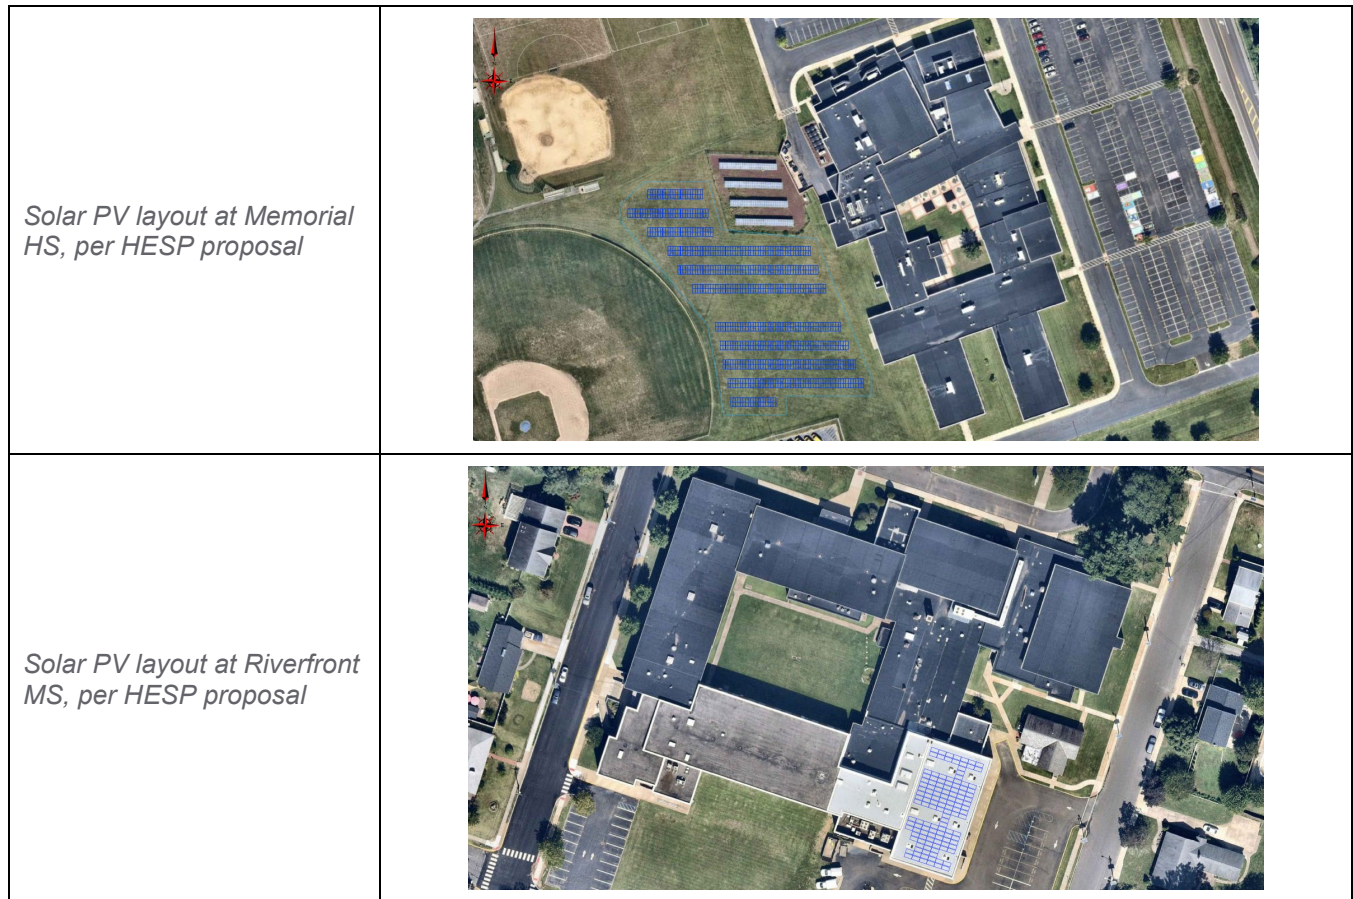 Solar PV layout at Memorial
HS, per HESP proposal
Solar PV layout at Riverfront
MS, per HESP proposal